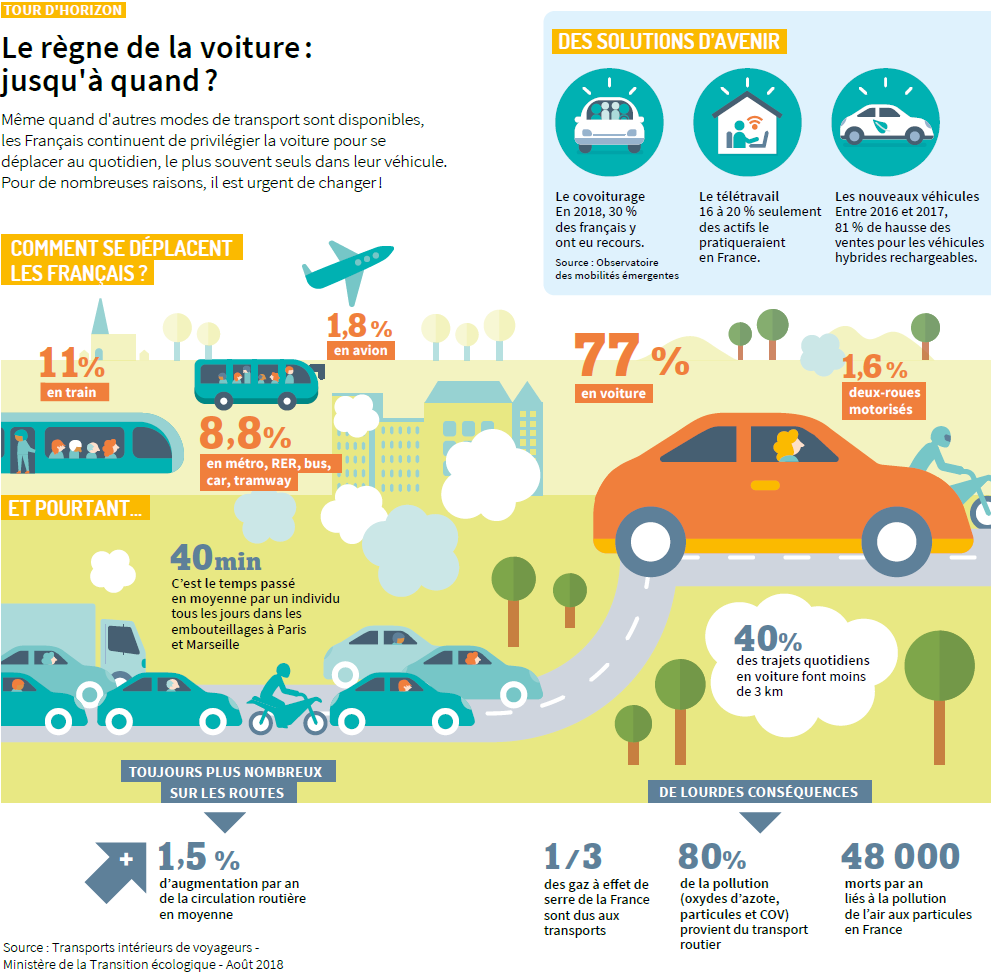 TOUR D'HORIZON
Le règne de la voiture :
jusqu'à quand ?
Même quand d'autres modes de transport sont disponibles,
les Français continuent de privilégier la voiture pour se
déplacer au quotidien, le plus souvent seuls dans leur véhicule.
Pour de nombreuses raisons, il est urgent de changer !
DES SOLUTIONS D'AVENIR
Le covoiturage
En 2018, 30 %
des français y
ont eu recours.
Source : Observatoire
des mobilités émergentes
Le télétravail
16 à 20 % seulement
des actifs le
pratiqueraient
en France.
Les nouveaux véhicules
Entre 2016 et 2017,
81 % de hausse des
ventes pour les véhicules
hybrides rechargeables.
COMMENT SE DÉPLACENT
LES FRANÇAIS ?
11%
en train
8,8%
en métro, RER, bus,
car, tramway
1,8 %
en avion
77 %
en voiture
1,6 %
deux-roues
motorisés
ET POURTANT...
40min
C'est le temps passé
en moyenne par un individu
tous les jours dans les
embouteillages à Paris
et Marseille
40%
des trajets quotidiens
en voiture font moins
de 3 km
TOUJOURS PLUS NOMBREUX
SUR LES ROUTES
+
1,5 %
d'augmentation par an
de la circulation routière
en moyenne
DE LOURDES CONSÉQUENCES
1/3
des gaz à effet de
serre de la France
sont dus aux
transports
80%
de la pollution
(oxydes d'azote,
particules et COV)
provient du transport
routier
48 000
morts par an
liés à la pollution
de l'air aux particules
en France
Source : Transports intérieurs de voyageurs -
Ministère de la Transition écologique - Août 2018